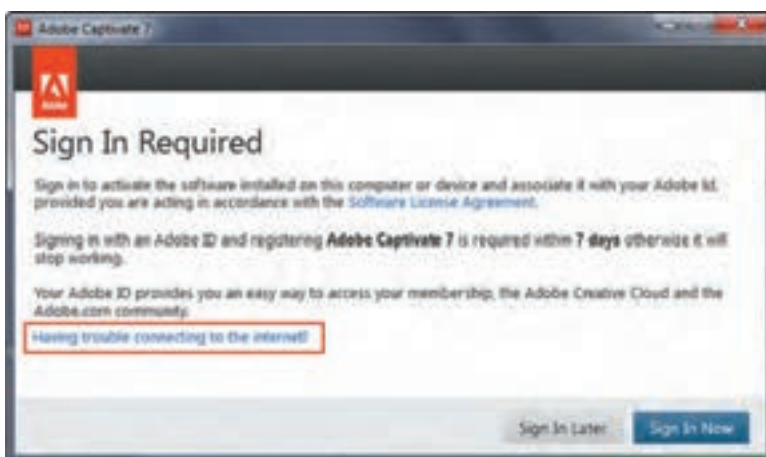 Adobe Captivate 7
Adobe
Sign In Required
Sign in to activate the software installed on this computer or device and associate it with your Adobe Id,
provided you are acting in accordance with the Software License Agreement.
Signing in with an Adobe ID and registering Adobe Captivate 7 is required within 7 days otherwise it will
stop working.
Your Adobe ID provides you an easy way to access your membership, the Adobe Creative Cloud and the
Adobe.com community.
Having trouble connecting to the internet?
Sign In Later
Sign In Now